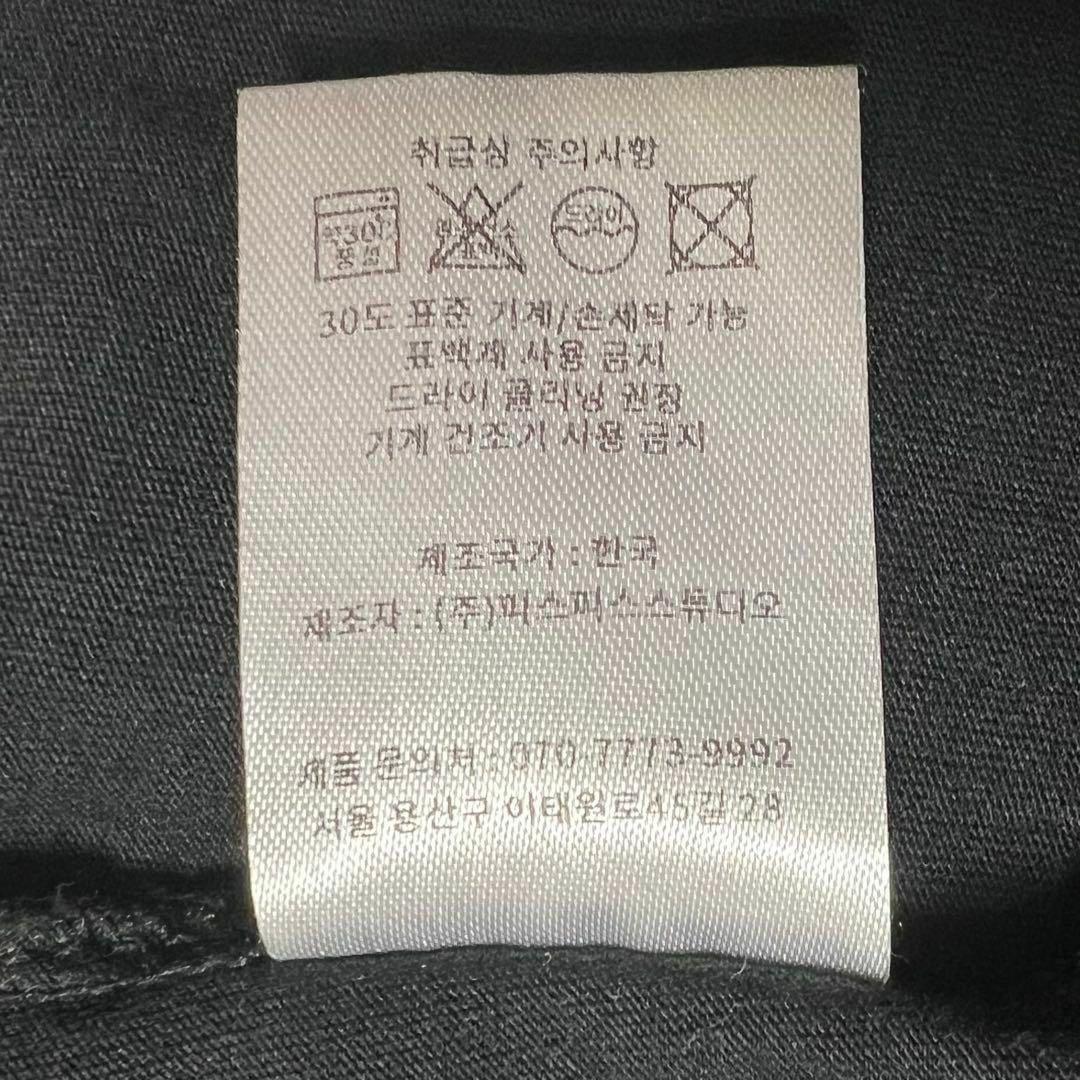 취급상 주의사항
드라이
30도 표준 기계/손세탁 가능
표백제 사용 금지
드라이 클리닝 권장
기계 건조기 사용 금지
제조국가 : 한국
제조자 : (주)피스피스스튜디오
제품 문의처 : 070-7773-9992
서울 용산구 이태원로45길 28